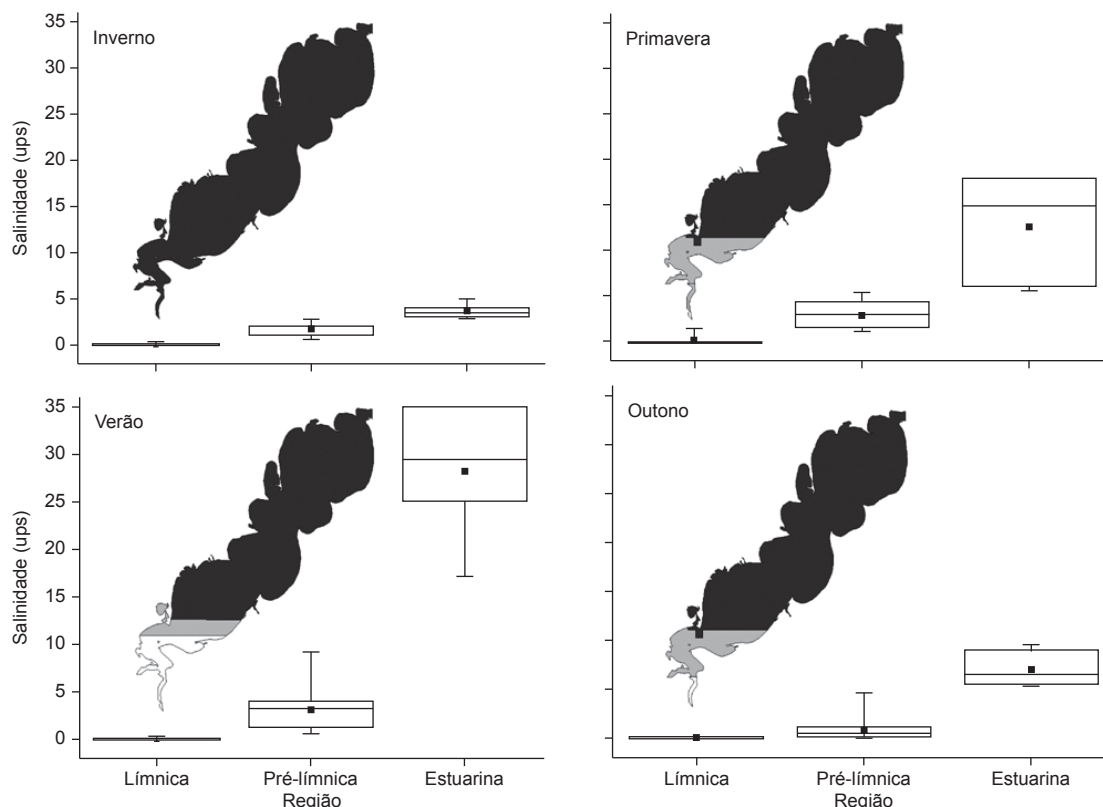 Inverno
Primavera
Salinidade (ups)
35
30
25
20
15
10
5
0
Verão
Outono
Salinidade (ups)
35
30
25
20
15
10
5
0
Límnica
Pré-límnica
Estuarina
Região
Límnica
Pré-límnica
Estuarina
Região